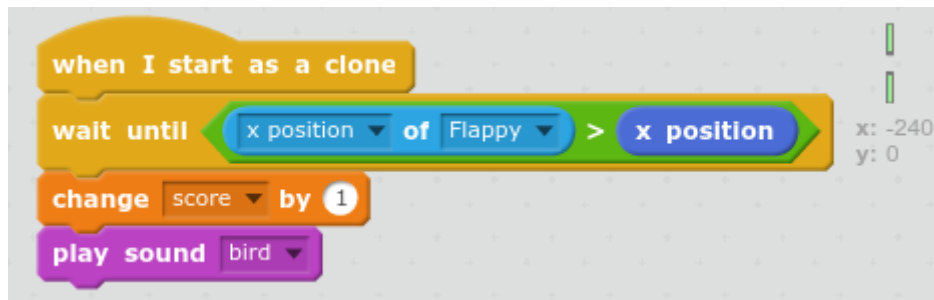 when I start as a clone
wait until x position of Flappy > x position
change score by 1
play sound bird
x: -240
y: 0